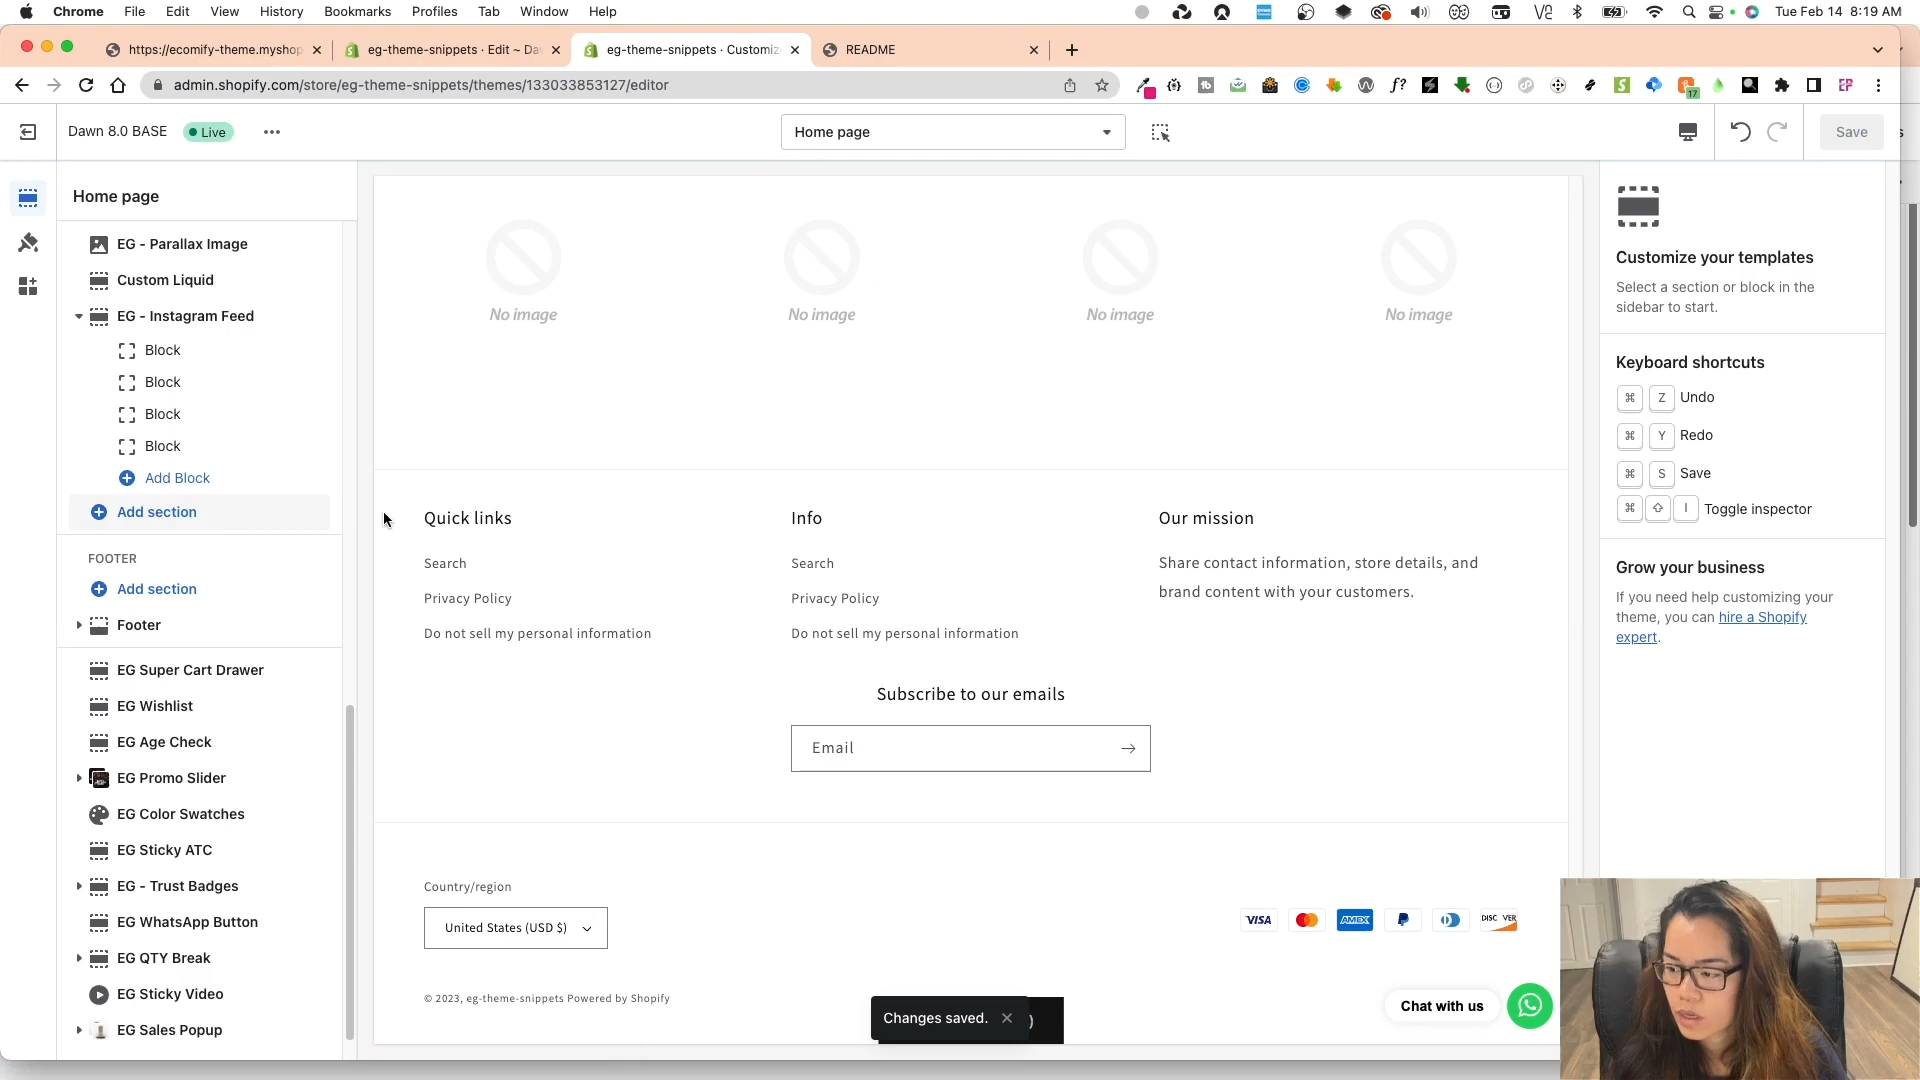 Chrome File Edit View History Bookmarks Profiles Tab Window Help Tue Feb 14 8:19 AM
https://ecomify-theme.myshop eg-theme-snippets · Edit ~ Da eg-theme-snippets · Customiz README
admin.shopify.com/store/eg-theme-snippets/themes/133033853127/editor
Dawn 8.0 BASE Live Home page Save
Home page
EG - Parallax Image
Custom Liquid
EG - Instagram Feed
Block
Block
Block
Block
Add Block
Add section
FOOTER
Add section
Footer
EG Super Cart Drawer
EG Wishlist
EG Age Check
EG Promo Slider
EG Color Swatches
EG Sticky ATC
EG - Trust Badges
EG WhatsApp Button
EG QTY Break
EG Sticky Video
EG Sales Popup
No image No image No image No image
Quick links
Search
Privacy Policy
Do not sell my personal information
Info
Search
Privacy Policy
Do not sell my personal information
Our mission
Share contact information, store details, and
brand content with your customers.
Subscribe to our emails
Email
Country/region
United States (USD $)
VISA AMEX DISCOVER
© 2023, eg-theme-snippets Powered by Shopify
Changes saved.
Chat with us
Customize your templates
Select a section or block in the
sidebar to start.
Keyboard shortcuts
⌘ Z Undo
⌘ Y Redo
⌘ S Save
⌘ ⇧ I Toggle inspector
Grow your business
If you need help customizing your
theme, you can hire a Shopify
expert.